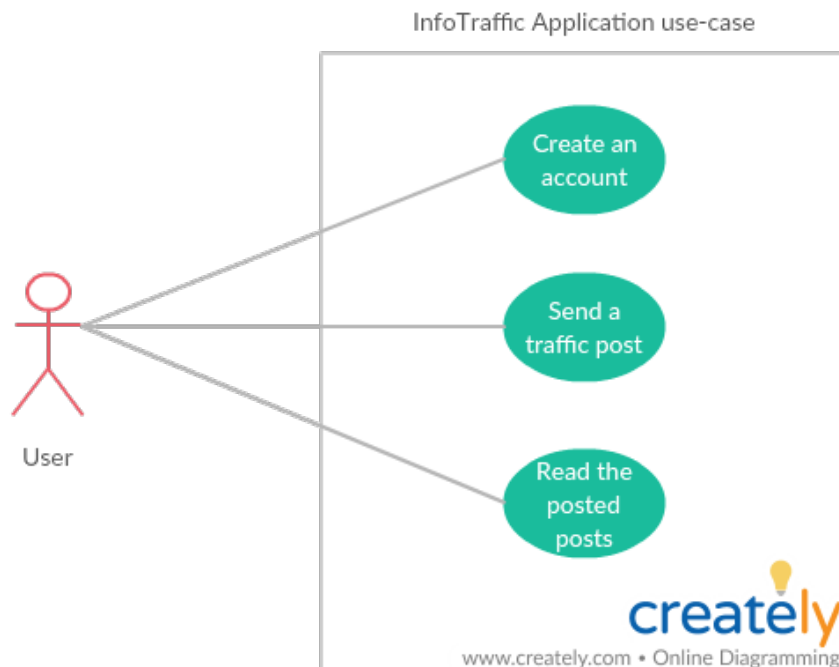 InfoTraffic Application use-case
Create an
account
Send a
traffic post
User
Read the
posted
posts
creately
www.creately.com • Online Diagramming